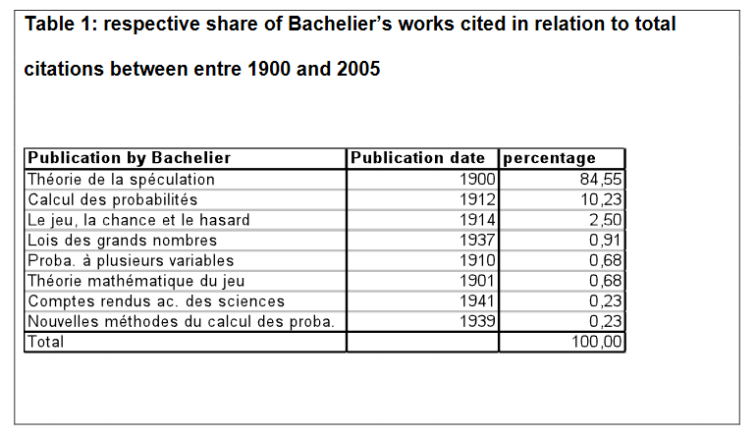 Table 1: respective share of Bachelier's works cited in relation to total
citations between entre 1900 and 2005
Publication by Bachelier Publication date percentage
Théorie de la spéculation 1900 84,55
Calcul des probabilités 1912 10,23
Le jeu, la chance et le hasard 1914 2,50
Lois des grands nombres 1937 0,91
Proba. à plusieurs variables 1910 0,68
Théorie mathématique du jeu 1901 0,68
Comptes rendus ac. des sciences 1941 0,23
Nouvelles méthodes du calcul des proba. 1939 0,23
Total 100,00